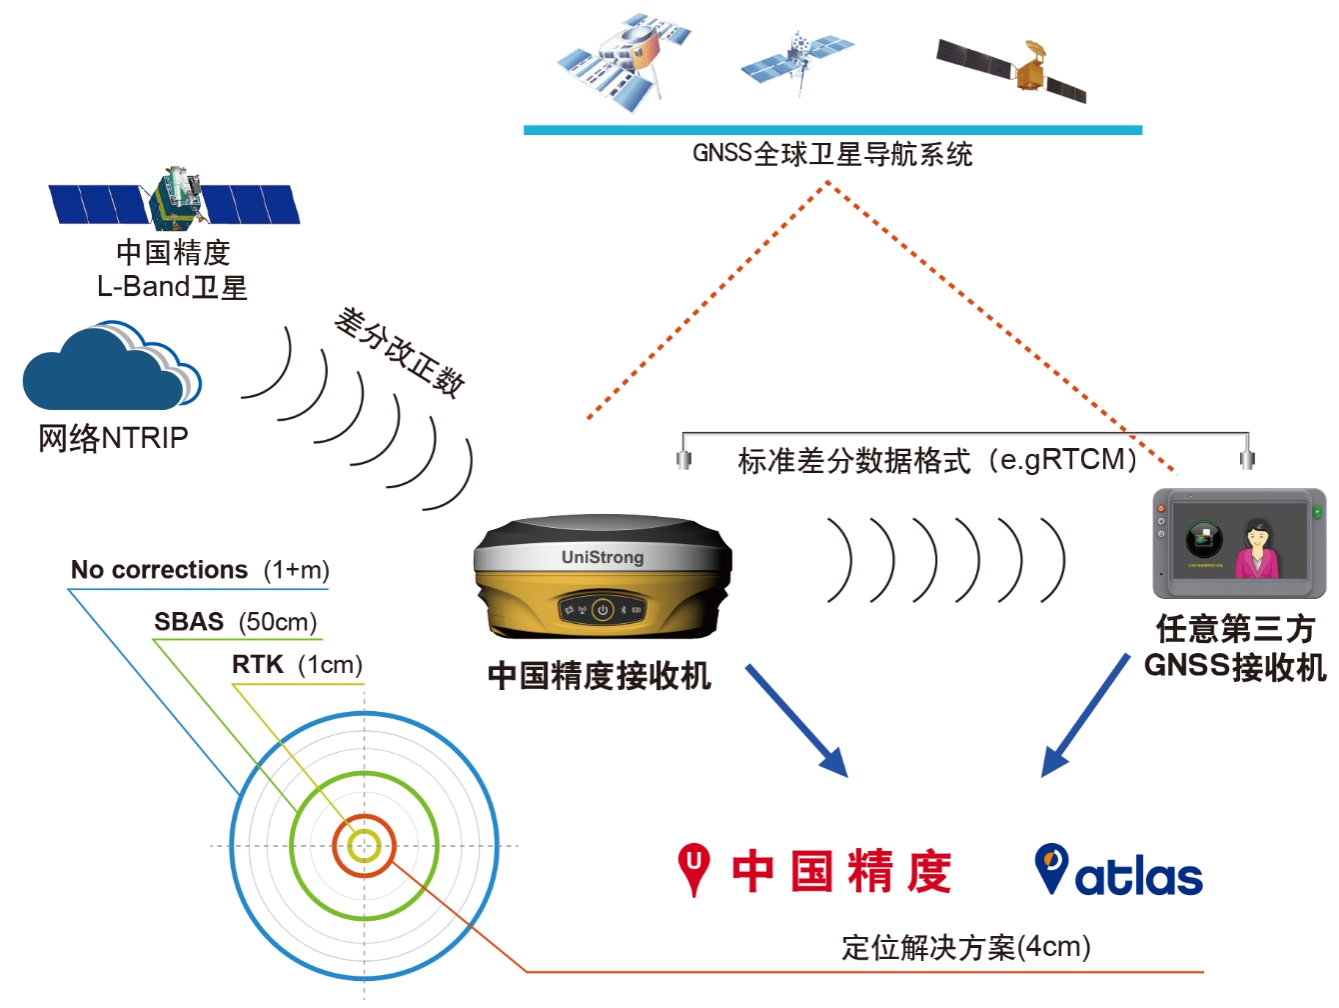 GNSS全球卫星导航系统
中国精度
L-Band卫星
差分改正数
网络NTRIP
标准差分数据格式（e.gRTCM）
UniStrong
中国精度接收机
任意第三方
GNSS接收机
No corrections (1+m)
SBAS (50cm)
RTK (1cm)
U 中国精度
atlas
定位解决方案(4cm)